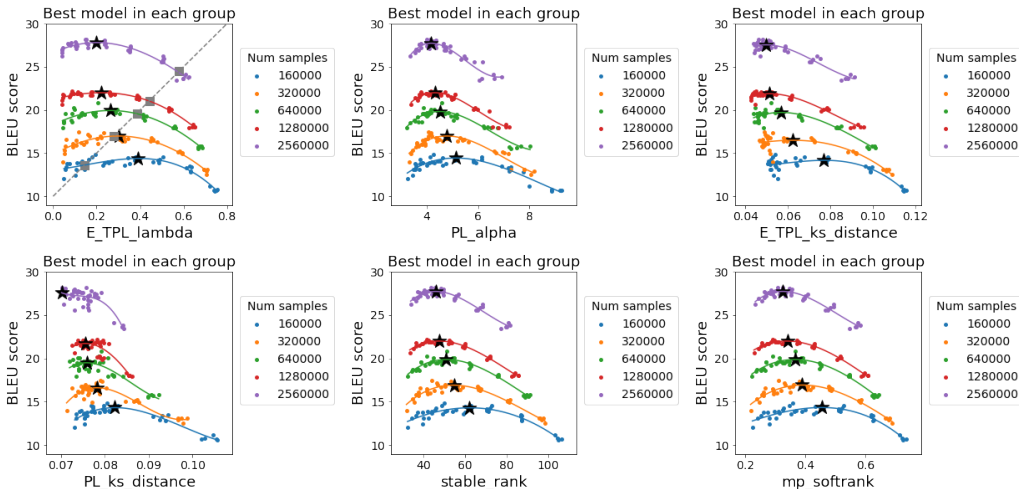 Best model in each group
BLEU score
30
25
20
15
10
0.0 0.2 0.4 0.6 0.8
E_TPL_lambda
Num samples
160000
320000
640000
1280000
2560000
Best model in each group
BLEU score
30
25
20
15
10
4 6 8
PL_alpha
Num samples
160000
320000
640000
1280000
2560000
Best model in each group
BLEU score
30
25
20
15
10
0.04 0.06 0.08 0.10 0.12
E_TPL_ks_distance
Num samples
160000
320000
640000
1280000
2560000
Best model in each group
BLEU score
30
25
20
15
10
0.07 0.08 0.09 0.10
PL_ks_distance
Num samples
160000
320000
640000
1280000
2560000
Best model in each group
BLEU score
30
25
20
15
10
40 60 80 100
stable_rank
Num samples
160000
320000
640000
1280000
2560000
Best model in each group
BLEU score
30
25
20
15
10
0.2 0.4 0.6
mp_softrank
Num samples
160000
320000
640000
1280000
2560000